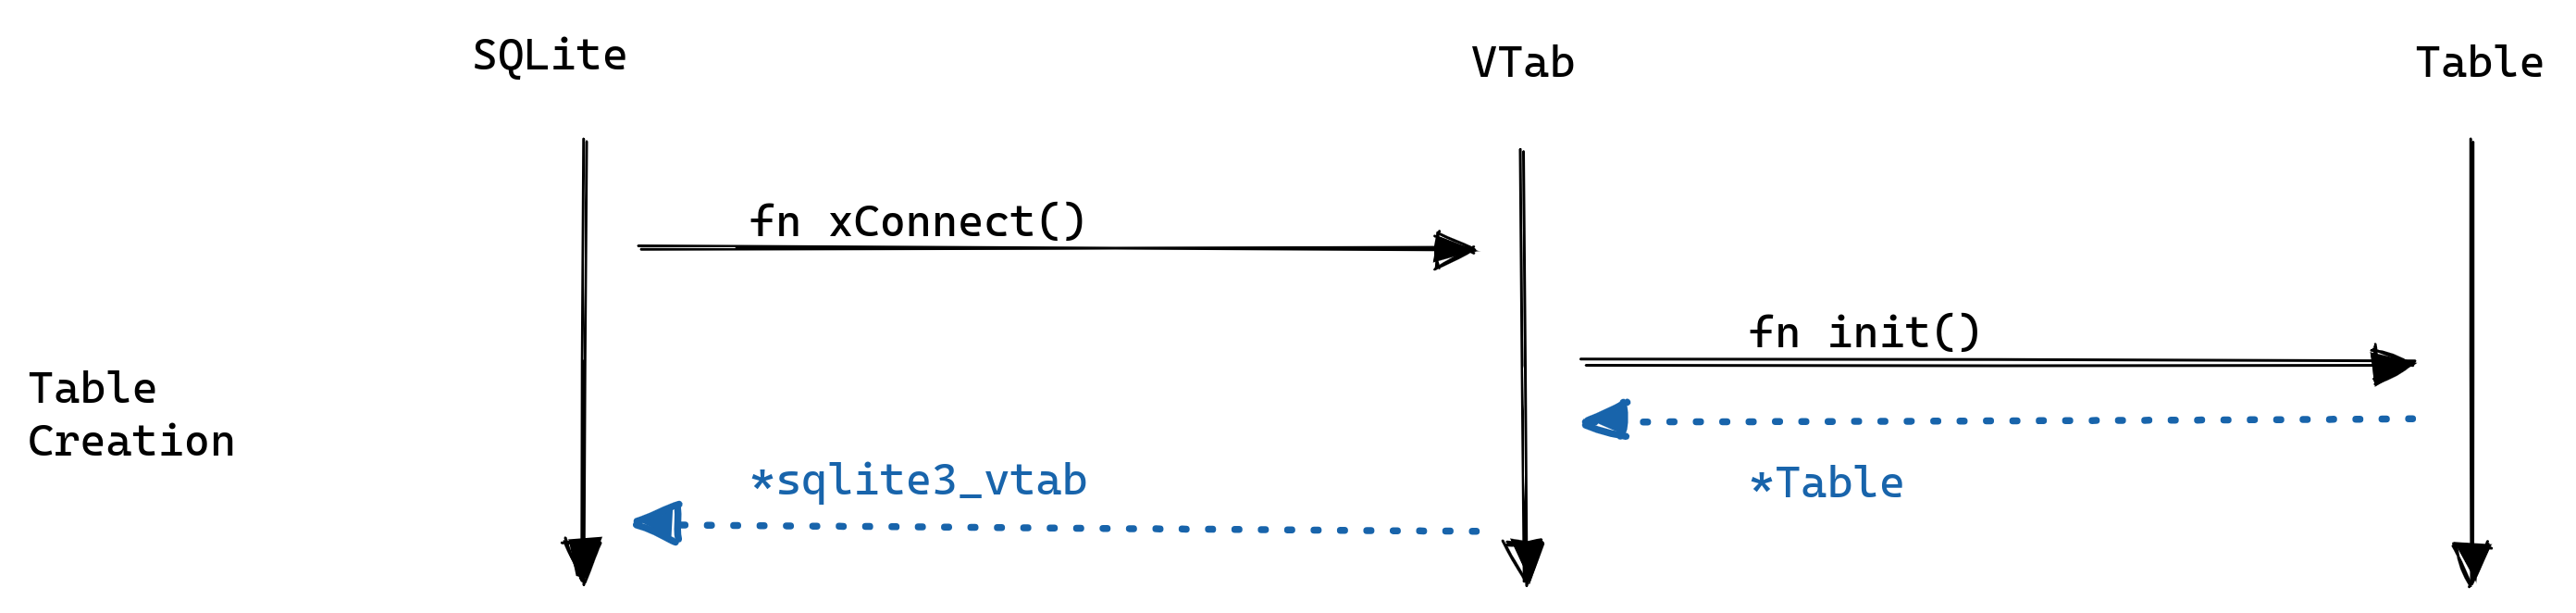 SQLite
VTab
Table
fn xConnect()
fn init()
Table
Creation
*sqlite3_vtab
*Table